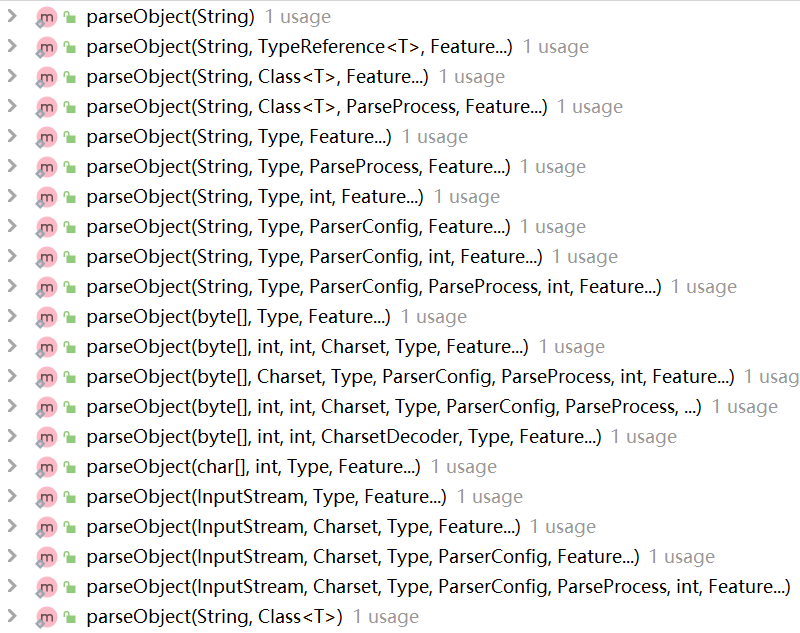 m parseObject(String) 1 usage
m parseObject(String, TypeReference<T>, Feature...) 1 usage
m parseObject(String, Class<T>, Feature...) 1 usage
m parseObject(String, Class<T>, ParseProcess, Feature...) 1 usage
m parseObject(String, Type, Feature...) 1 usage
m parseObject(String, Type, ParseProcess, Feature...) 1 usage
m parseObject(String, Type, int, Feature...) 1 usage
m parseObject(String, Type, ParserConfig, Feature...) 1 usage
m parseObject(String, Type, ParserConfig, int, Feature...) 1 usage
m parseObject(String, Type, ParserConfig, ParseProcess, int, Feature...) 1 usage
m parseObject(byte[], Type, Feature...) 1 usage
m parseObject(byte[], int, int, Charset, Type, Feature...) 1 usage
m parseObject(byte[], Charset, Type, ParserConfig, ParseProcess, int, Feature...) 1 usag
m parseObject(byte[], int, int, Charset, Type, ParserConfig, ParseProcess, ...) 1 usage
m parseObject(byte[], int, int, CharsetDecoder, Type, Feature...) 1 usage
m parseObject(char[], int, Type, Feature...) 1 usage
m parseObject(InputStream, Type, Feature...) 1 usage
m parseObject(InputStream, Charset, Type, Feature...) 1 usage
m parseObject(InputStream, Charset, Type, ParserConfig, Feature...) 1 usage
m parseObject(InputStream, Charset, Type, ParserConfig, ParseProcess, int, Feature...)
m parseObject(String, Class<T>) 1 usage